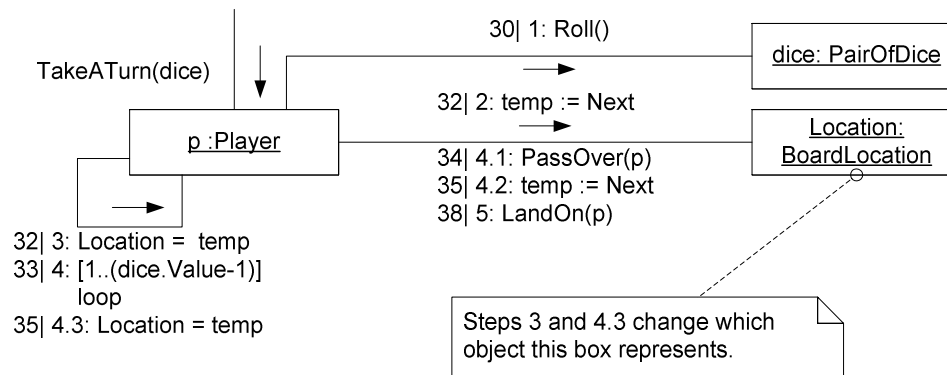 30| 1: Roll()
TakeATurn(dice)
dice: PairOfDice
32| 2: temp := Next
p :Player
Location:
BoardLocation
34| 4.1: PassOver(p)
35| 4.2: temp := Next
38| 5: LandOn(p)
32| 3: Location = temp
33| 4: [1..(dice.Value-1)]
loop
35| 4.3: Location = temp
Steps 3 and 4.3 change which
object this box represents.